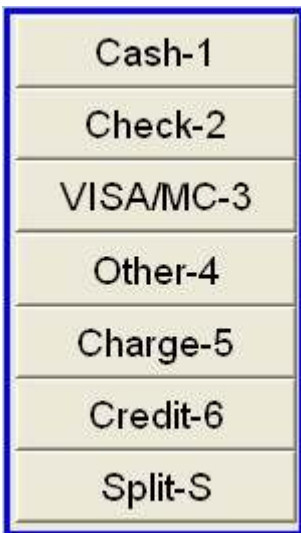 Cash-1
Check-2
VISA/MC-3
Other-4
Charge-5
Credit-6
Split-S